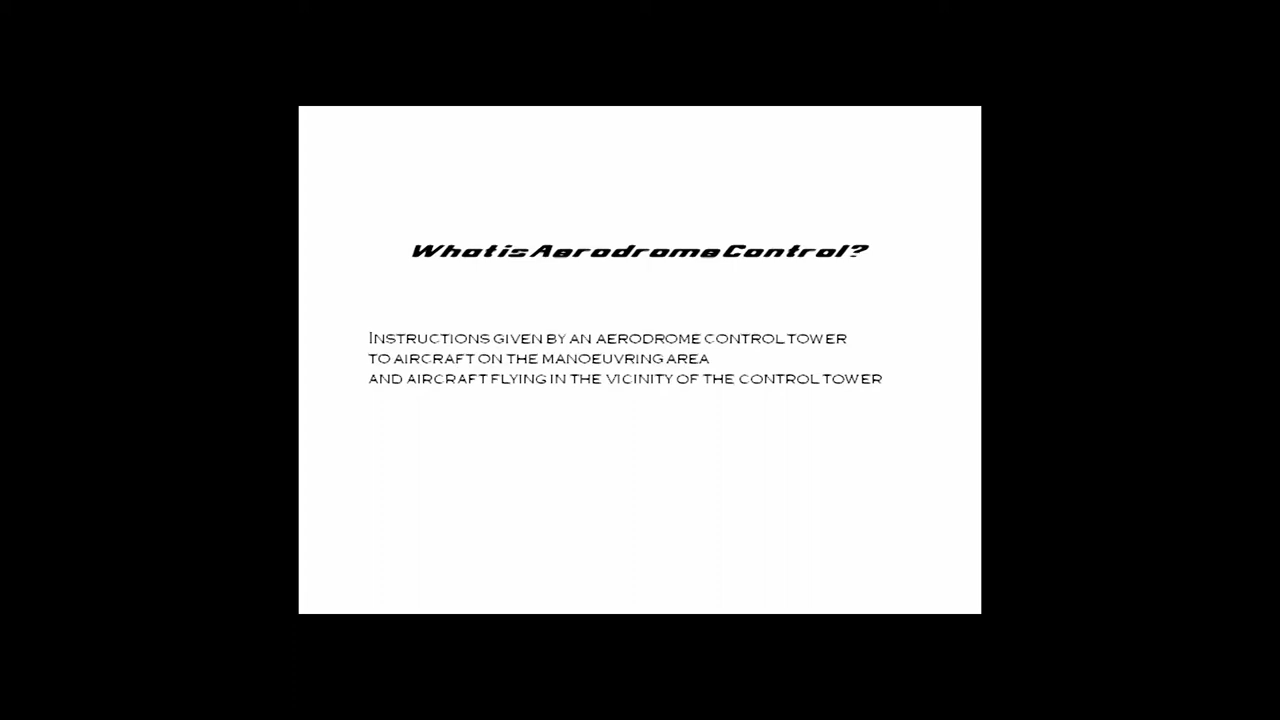 What is Aerodrome Control?
INSTRUCTIONS GIVEN BY AN AERODROME CONTROL TOWER
TO AIRCRAFT ON THE MANOEUVRING AREA
AND AIRCRAFT FLYING IN THE VICINITY OF THE CONTROL TOWER